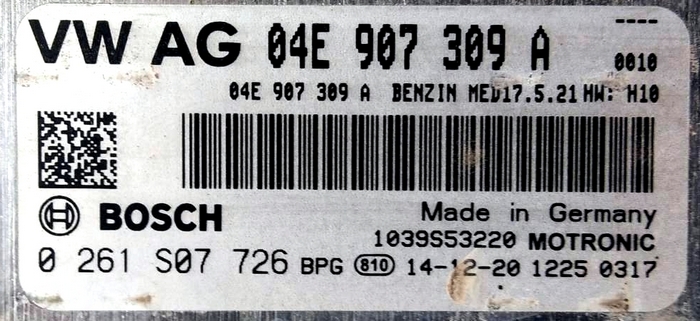 VW AG 04E 907 309 A ----
0010
04E 907 309 A BENZIN MED17.5.21 HW: H10
BOSCH Made in Germany
1039S53220 MOTRONIC
0 261 S07 726 BPG 810 14-12-20 1225 0317